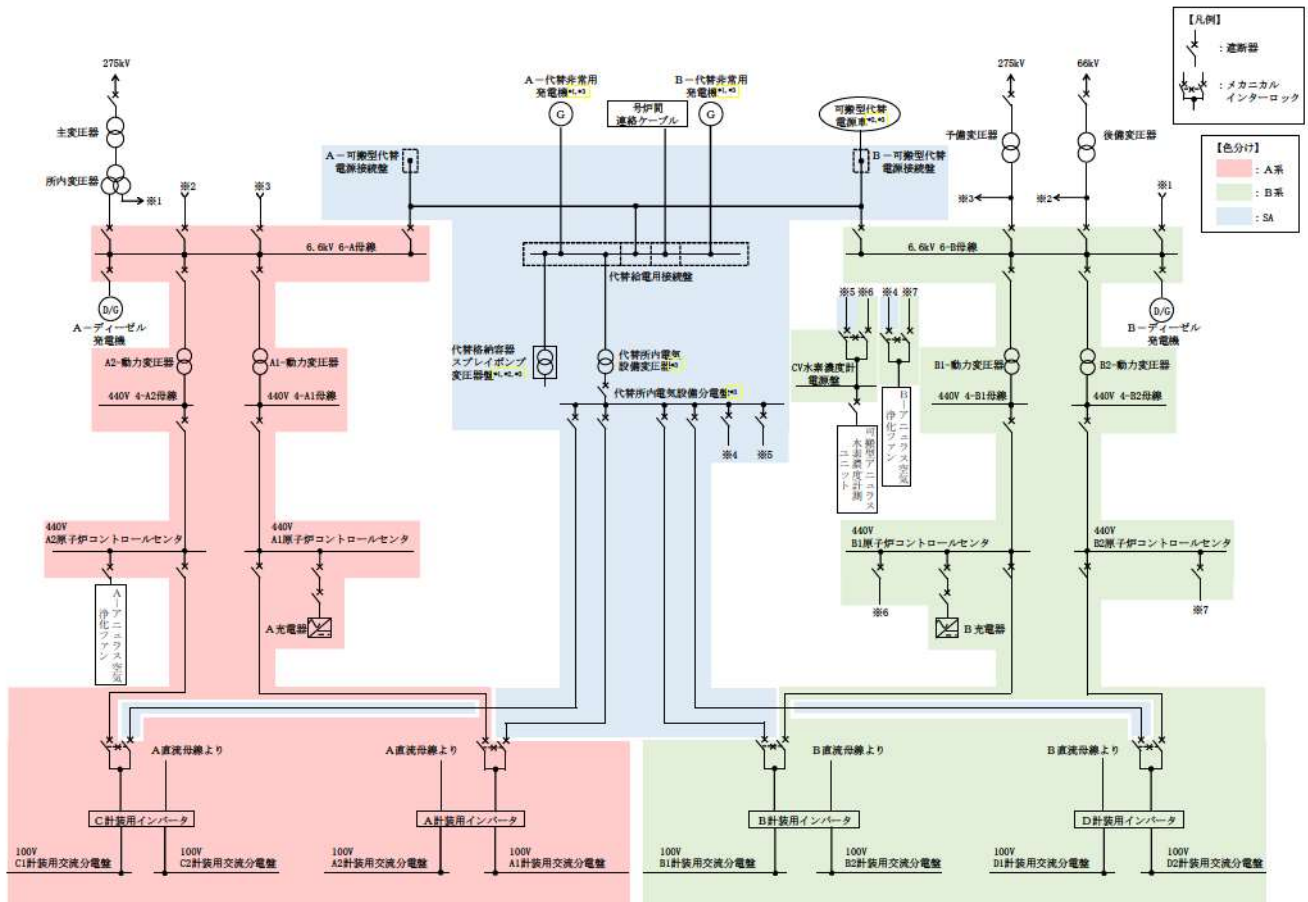 【凡例】
：遮断器
：メカニカル
インターロック
【色分け】
：A系
：B系
：SA
275kV
主変圧器
所内変圧器
※1
※2
※3
A－代替非常用
発電機*1,*3
号炉間
連絡ケーブル
B－代替非常用
発電機*1,*3
可搬型代替
電源車*2,*3
A－可搬型代替
電源接続盤
B－可搬型代替
電源接続盤
275kV
66kV
予備変圧器
後備変圧器
※3
※2
※1
6.6kV 6-A母線
代替給電用接続盤
6.6kV 6-B母線
G
G
D/G
A－ディーゼル
発電機
D/G
B－ディーゼル
発電機
A2-動力変圧器
A1-動力変圧器
440V 4-A2母線
440V 4-A1母線
代替格納容器
スプレイポンプ
変圧器盤*1,*2,*3
代替所内電気
設備変圧器*3
代替所内電気設備分電盤*3
※4
※5
※5
※6
※4
※7
CV水素濃度計
電源盤
可搬型アニュラス
水素濃度計測
ユニット
B－アニュラス空気
浄化ファン
B1-動力変圧器
B2-動力変圧器
440V 4-B1母線
440V 4-B2母線
440V
A2原子炉コントロールセンタ
440V
A1原子炉コントロールセンタ
440V
B1原子炉コントロールセンタ
440V
B2原子炉コントロールセンタ
A－アニュラス空気
浄化ファン
A充電器
※6
B充電器
※7
A直流母線より
A直流母線より
B直流母線より
B直流母線より
C計装用インバータ
A計装用インバータ
B計装用インバータ
D計装用インバータ
100V
C1計装用交流分電盤
100V
C2計装用交流分電盤
100V
A2計装用交流分電盤
100V
A1計装用交流分電盤
100V
B1計装用交流分電盤
100V
B2計装用交流分電盤
100V
D1計装用交流分電盤
100V
D2計装用交流分電盤